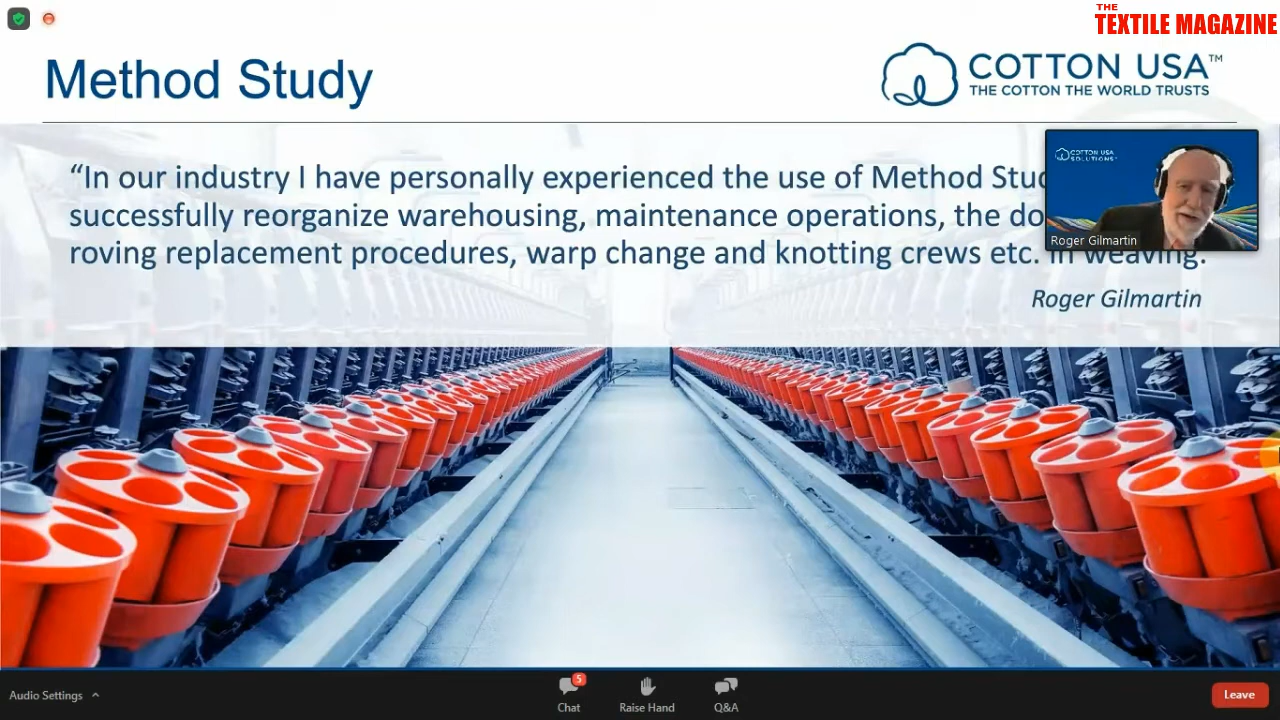 THE
TEXTILE MAGAZINE
Method Study
COTTON USA™
THE COTTON THE WORLD TRUSTS
“In our industry I have personally experienced the use of Method
successfully reorganize warehousing, maintenance operations, the
roving replacement procedures, warp change and knotting crews etc. in weaving.
Roger Gilmartin
COTTON USA
SOLUTIONS
Roger Gilmartin
Audio Settings
5
Chat
Raise Hand
Q&A
Leave